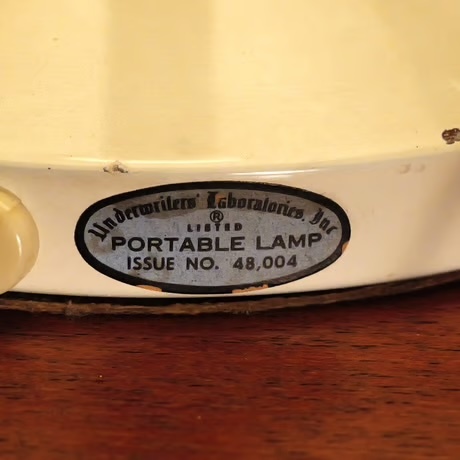 Underwriters' Laboratories, Inc
®
LISTED
PORTABLE LAMP
ISSUE NO. 48,004